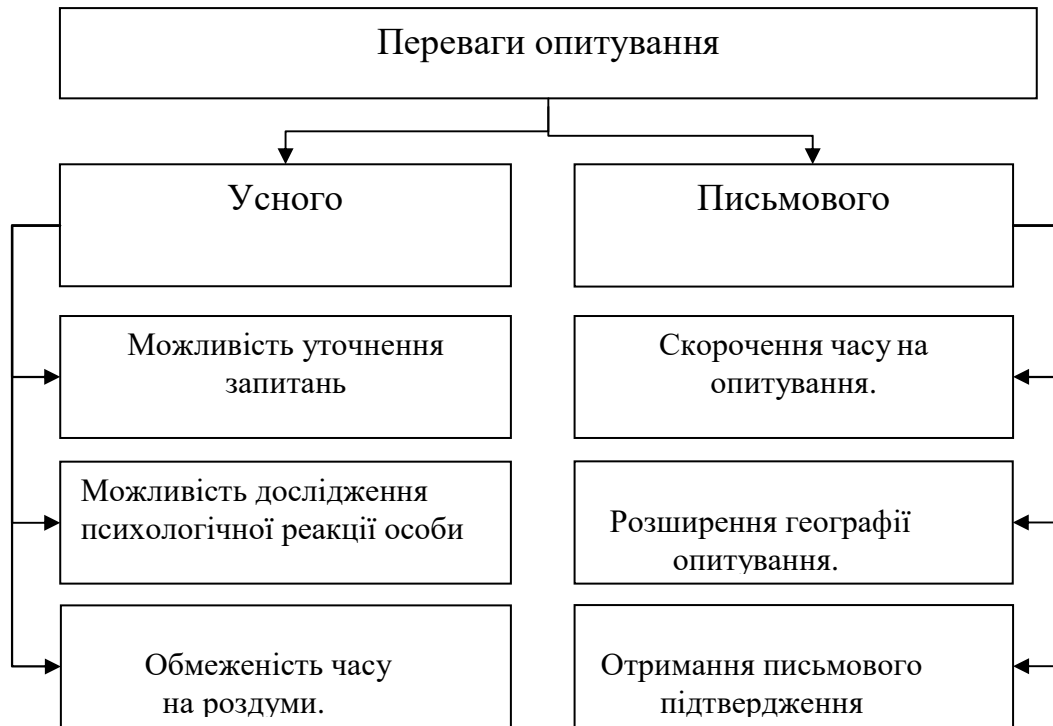 Переваги опитування
Усного
Письмового
Можливість уточнення
запитань
Скорочення часу на
опитування.
Можливість дослідження
психологічної реакції особи
Розширення географії
опитування.
Обмеженість часу
на роздуми.
Отримання письмового
підтвердження